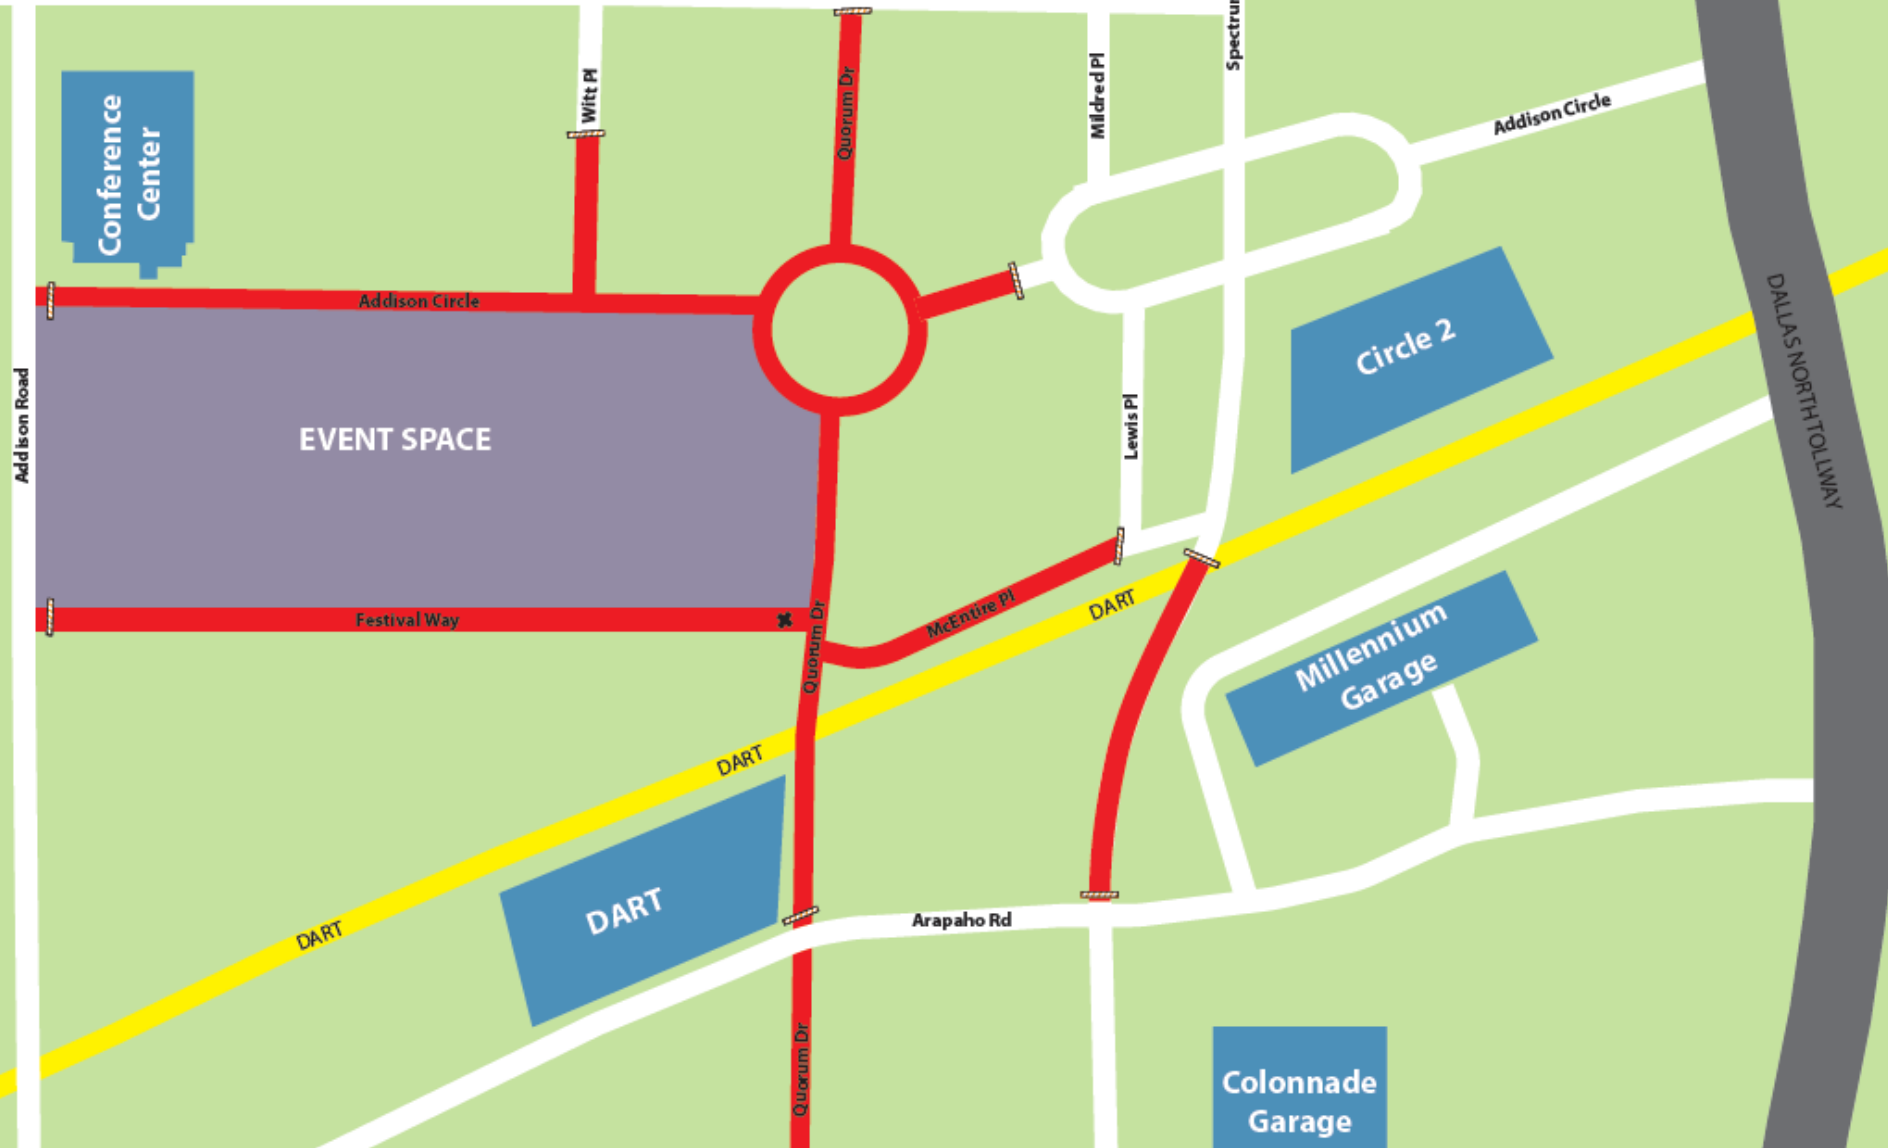 Spectrum
Witt Pl
Quorum Dr
Mildred Pl
Addison Circle
Conference
Center
Addison Circle
DALLAS NORTH TOLLWAY
Circle 2
Addison Road
Lewis Pl
EVENT SPACE
Festival Way
Quorum Dr
McEntire Pl
DART
Millennium
Garage
DART
DART
DART
Arapaho Rd
Quorum Dr
Colonnade
Garage